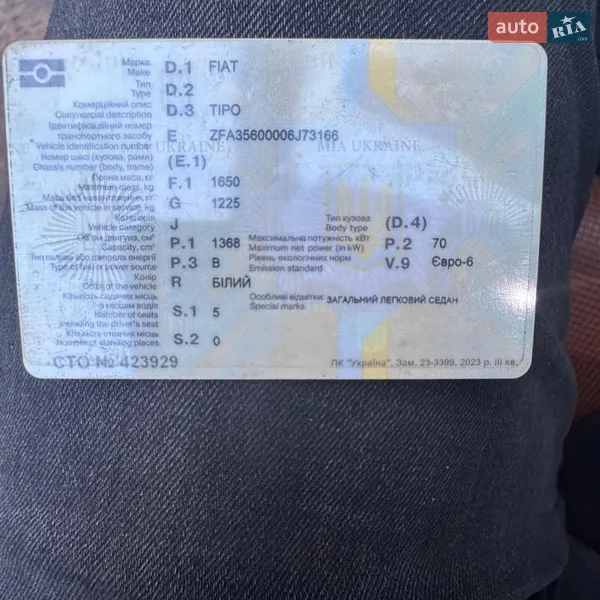 auto RIA.com
Марка D.1 FIAT
Make
Тип D.2
Type
Комерційний опис D.3 TIPO
Commercial description
Ідентифікаційний номер
транспортного засобу E ZFA35600006J73166
Vehicle identification number UKRAINE MIA UKRAINE
Номер шасі (кузова, рами) (E.1)
Chassis number (body, frame)
Повна маса, кг F.1 1650
Maximum mass, kg
Маса без навантаження, кг G 1225
Mass of the vehicle in service, kg
Категорія J Тип кузова (D.4)
Vehicle category Body type
Об'єм двигуна, см³ P.1 1368 Максимальна потужність кВт P.2 70
Capacity, cm³ Maximum net power (in kW)
Тип пального або джерела енергії P.3 B Рівень екологічних норм V.9 Євро-6
Type of fuel or power source Emission standard
Колір R БІЛИЙ
Color of the vehicle
Кількість сидячих місць Особливі відмітки: ЗАГАЛЬНИЙ ЛЕГКОВИЙ СЕДАН
з місцем водія S.1 5 Special marks
Number of seats
including the driver's seat
Кількість стоячих місць S.2 0
Number of standing places
СТО № 423929 ПК "Україна". Зам. 23-3389. 2023 р. III кв.